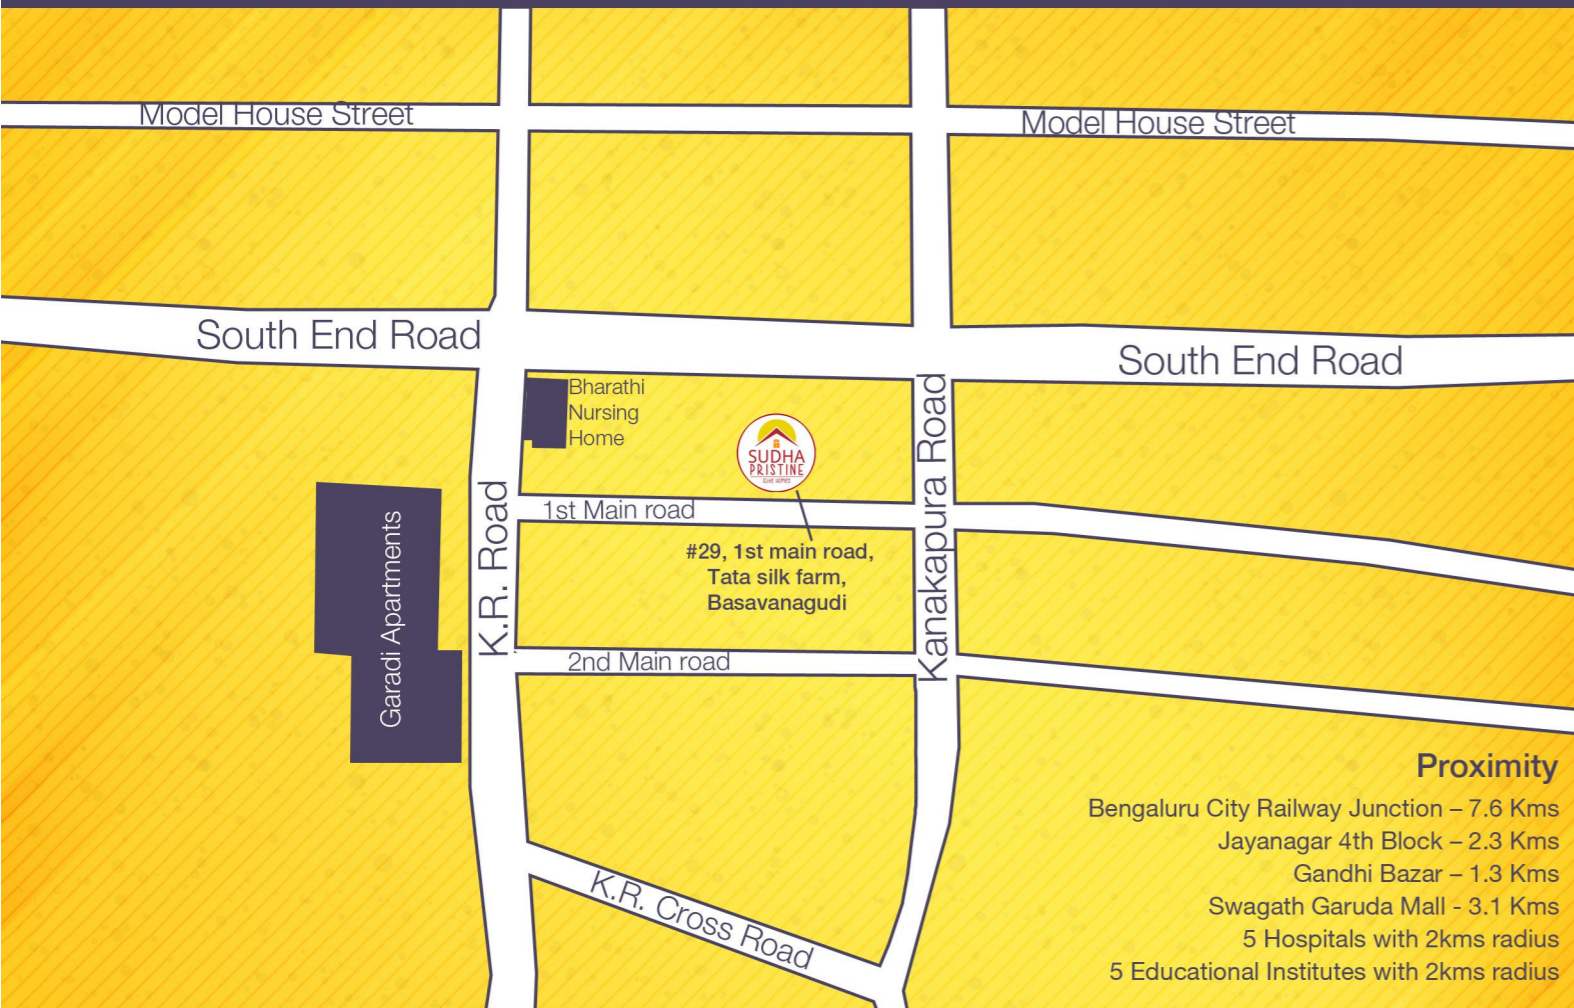 Model House Street
Model House Street
South End Road
South End Road
Bharathi
Nursing
Home
SUDHA
PRISTINE
Kanakapura Road
K.R. Road
1st Main road
Garadi Apartments
#29, 1st main road,
Tata silk farm,
Basavanagudi
2nd Main road
K.R. Cross Road
Proximity
Bengaluru City Railway Junction – 7.6 Kms
Jayanagar 4th Block – 2.3 Kms
Gandhi Bazar – 1.3 Kms
Swagath Garuda Mall - 3.1 Kms
5 Hospitals with 2kms radius
5 Educational Institutes with 2kms radius